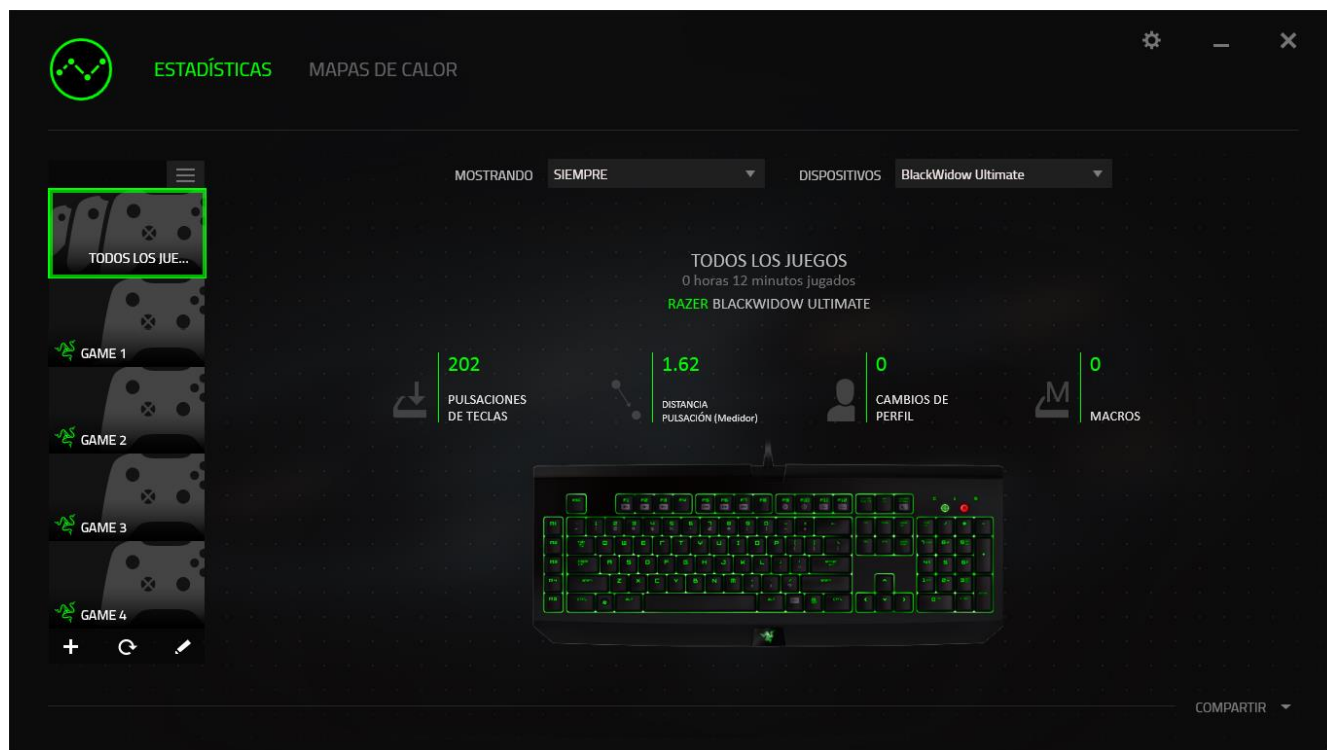 ESTADÍSTICAS MAPAS DE CALOR
MOSTRANDO SIEMPRE DISPOSITIVOS BlackWidow Ultimate
TODOS LOS JUE...
GAME 1
GAME 2
GAME 3
GAME 4
TODOS LOS JUEGOS
0 horas 12 minutos jugados
RAZER BLACKWIDOW ULTIMATE
202
PULSACIONES
DE TECLAS
1.62
DISTANCIA
PULSACIÓN (Medidor)
0
CAMBIOS DE
PERFIL
0
MACROS
COMPARTIR